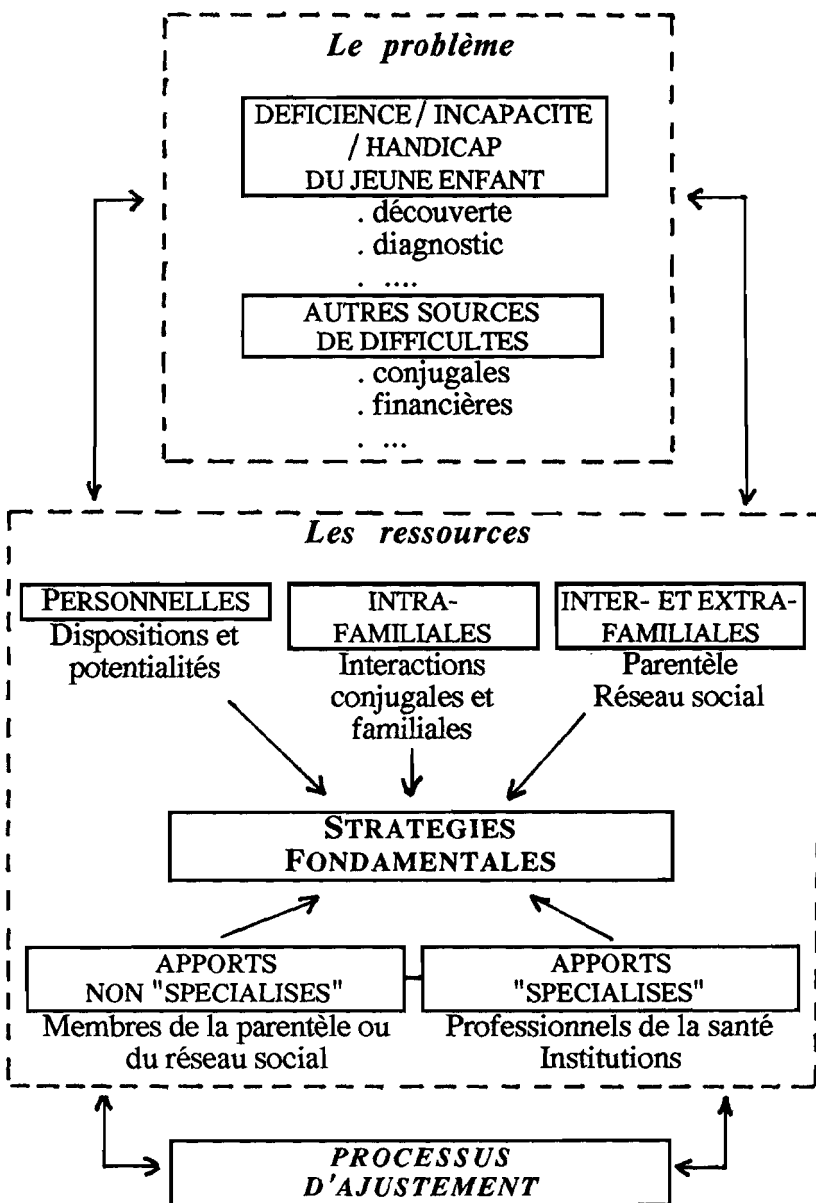 Le problème
DEFICIENCE / INCAPACITE
/ HANDICAP
DU JEUNE ENFANT
. découverte
. diagnostic
. ....
AUTRES SOURCES
DE DIFFICULTES
. conjugales
. financières
. ...
Les ressources
PERSONNELLES
Dispositions et
potentialités
INTRA-
FAMILIALES
Interactions
conjugales et
familiales
INTER- ET EXTRA-
FAMILIALES
Parentèle
Réseau social
STRATEGIES
FONDAMENTALES
APPORTS
NON "SPECIALISES"
Membres de la parentèle ou
du réseau social
APPORTS
"SPECIALISES"
Professionnels de la santé
Institutions
PROCESSUS
D'AJUSTEMENT